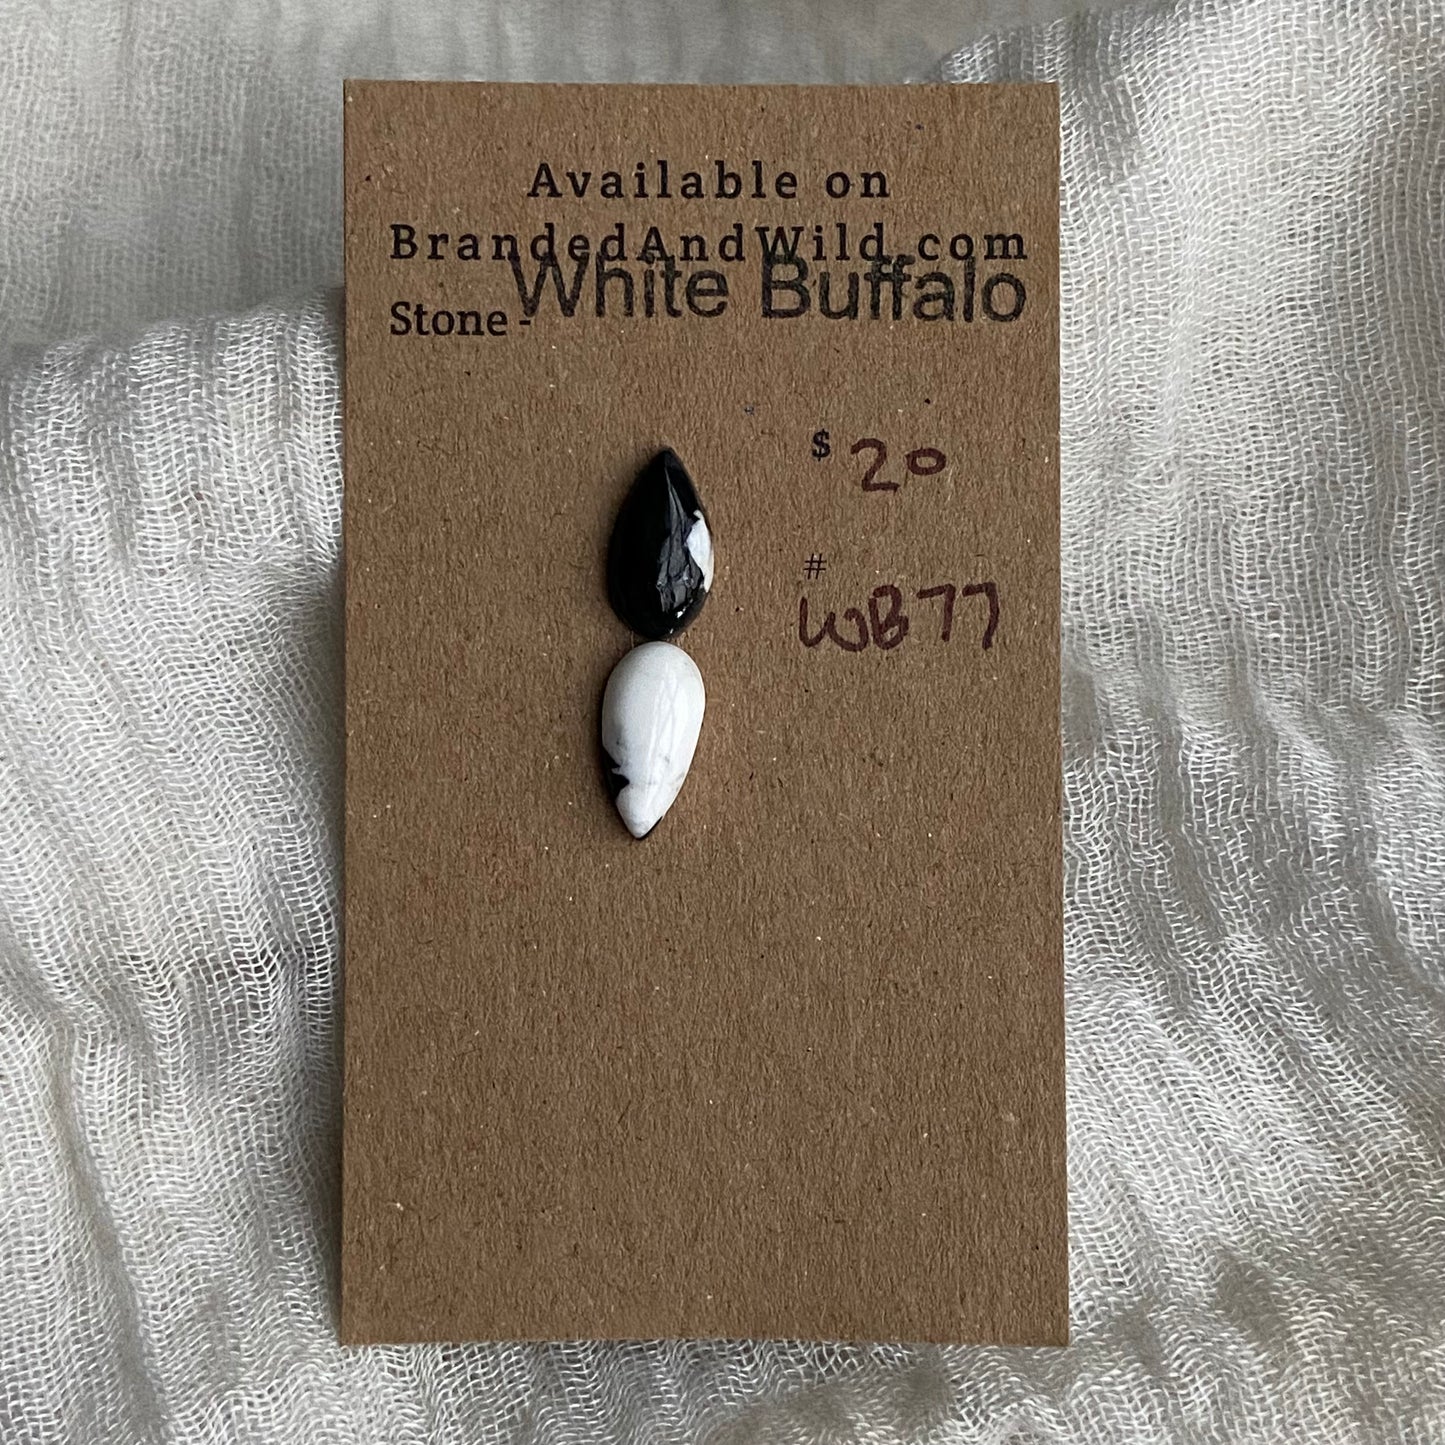 Available on
BrandedAndWild.com
Stone - White Buffalo
$ 20
#
WB77